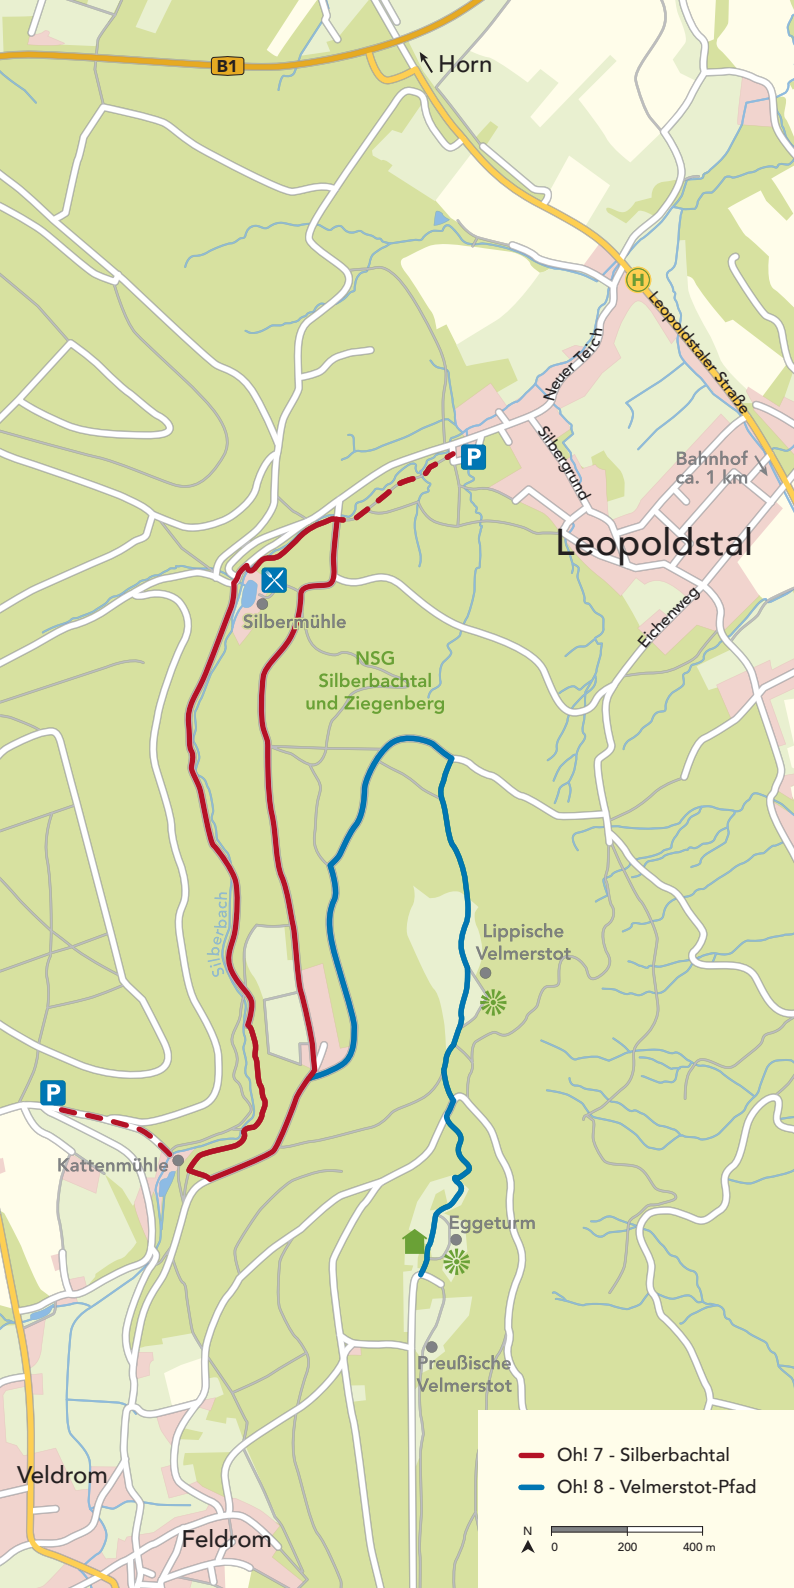 B1
Horn
H
Leopoldstaler Straße
Neuer Teich
P
Silbergrund
Bahnhof
ca. 1 km
Leopoldstal
Silbermühle
Eichenweg
NSG
Silberbachtal
und Ziegenberg
Silberbach
Lippische
Velmerstot
P
Kattenmühle
Eggeturm
Preußische
Velmerstot
Veldrom
Feldrom
Oh! 7 - Silberbachtal
Oh! 8 - Velmerstot-Pfad
N
0 200 400 m